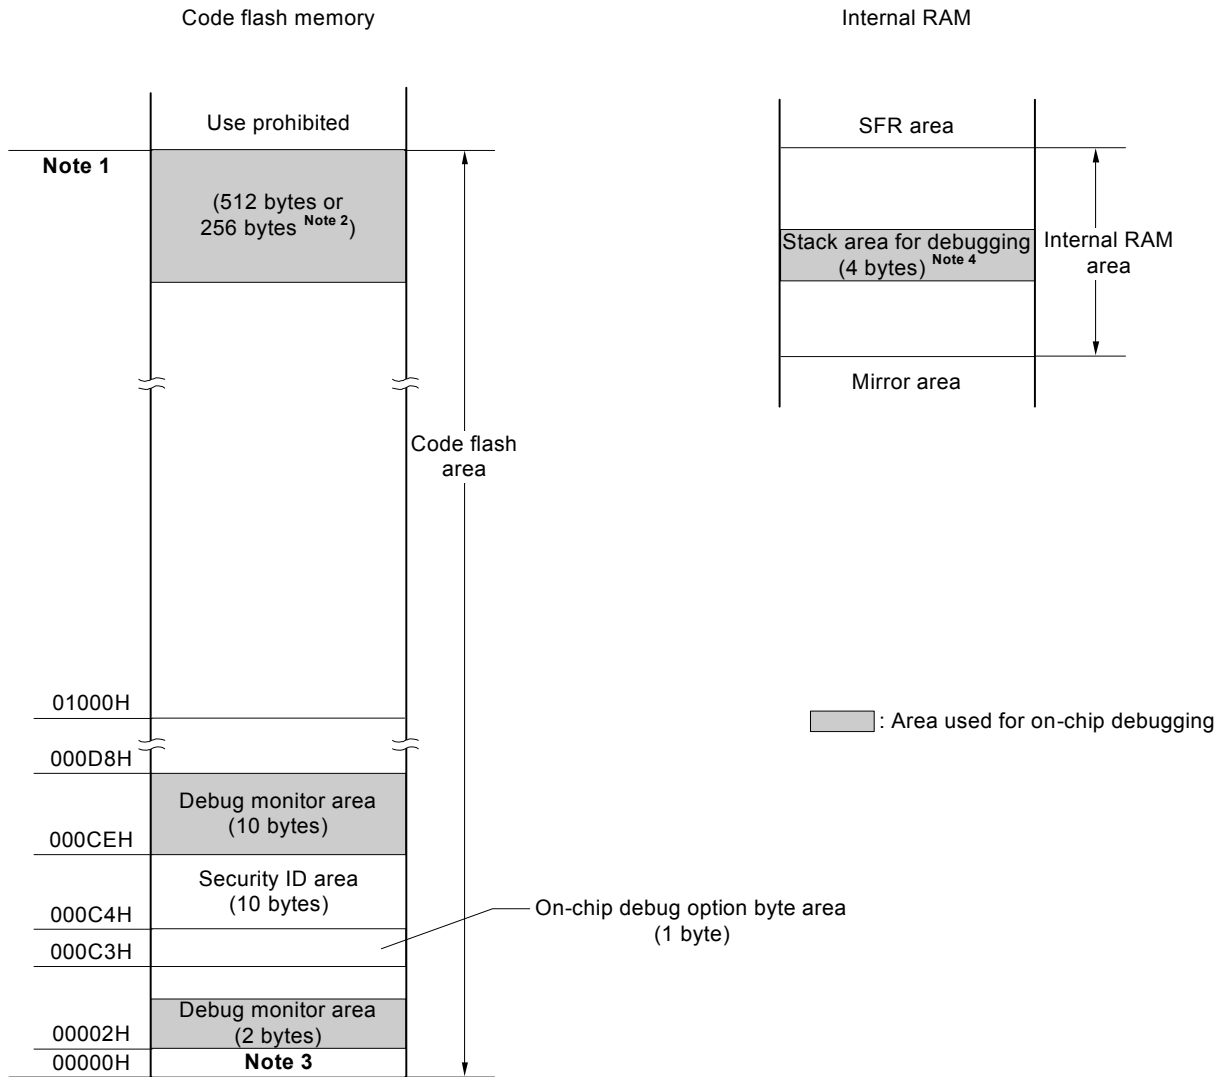 Code flash memory
Internal RAM
Use prohibited
Note 1
(512 bytes or
256 bytes Note 2)
SFR area
Stack area for debugging
(4 bytes) Note 4
Internal RAM
area
Mirror area
Code flash
area
01000H
: Area used for on-chip debugging
000D8H
Debug monitor area
(10 bytes)
000CEH
Security ID area
(10 bytes)
000C4H
On-chip debug option byte area
(1 byte)
000C3H
Debug monitor area
(2 bytes)
00002H
00000H
Note 3